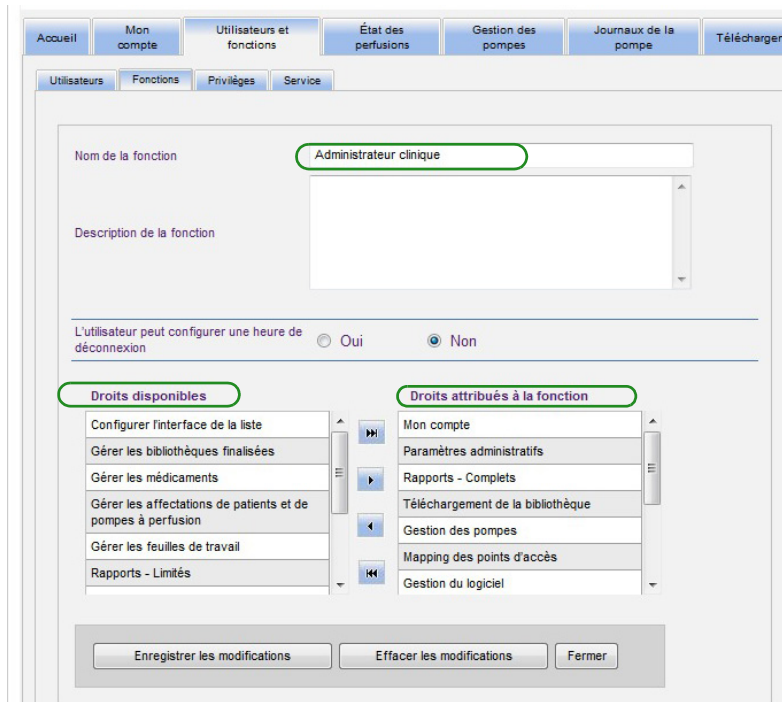 Accueil
Mon compte
Utilisateurs et fonctions
État des perfusions
Gestion des pompes
Journaux de la pompe
Télécharger
Utilisateurs
Fonctions
Privilèges
Service
Nom de la fonction
Administrateur clinique
Description de la fonction
L'utilisateur peut configurer une heure de
déconnexion
Oui
Non
Droits disponibles
Configurer l'interface de la liste
Gérer les bibliothèques finalisées
Gérer les médicaments
Gérer les affectations de patients et de
pompes à perfusion
Gérer les feuilles de travail
Rapports - Limités
Droits attribués à la fonction
Mon compte
Paramètres administratifs
Rapports - Complets
Téléchargement de la bibliothèque
Gestion des pompes
Mapping des points d'accès
Gestion du logiciel
Enregistrer les modifications
Effacer les modifications
Fermer